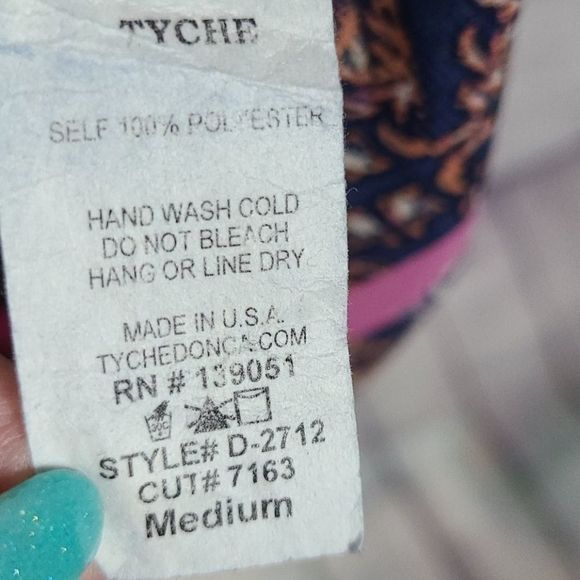 TYCHE
SELF 100% POLYESTER
HAND WASH COLD
DO NOT BLEACH
HANG OR LINE DRY
MADE IN U.S.A.
TYCHEDONCA.COM
RN # 139051
STYLE# D-2712
CUT# 7163
Medium